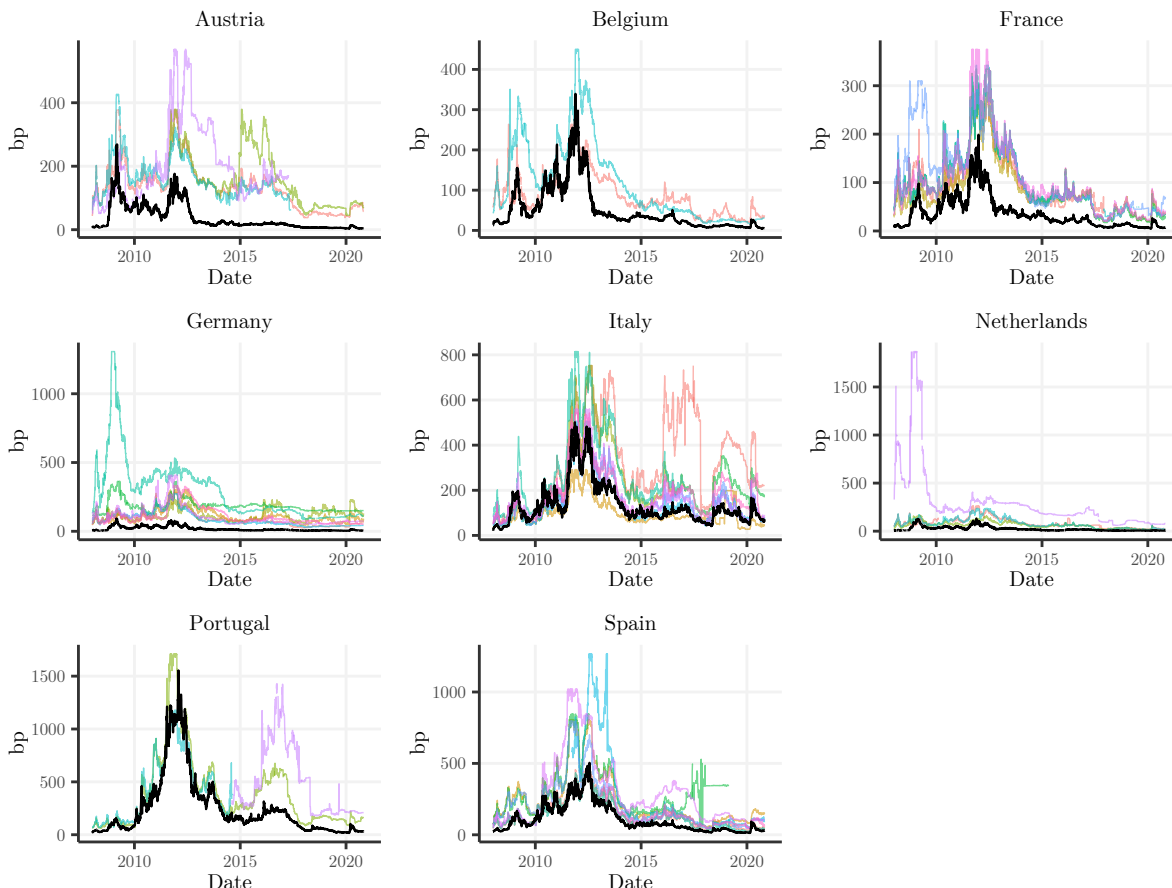 Austria
Belgium
France
bp
400
200
0
2010
2015
2020
Date
bp
400
300
200
100
0
2010
2015
2020
Date
bp
300
200
100
0
2010
2015
2020
Date
Germany
Italy
Netherlands
bp
1000
500
0
2010
2015
2020
Date
bp
800
600
400
200
0
2010
2015
2020
Date
bp
1500
1000
500
0
2010
2015
2020
Date
Portugal
Spain
bp
1500
1000
500
0
2010
2015
2020
Date
bp
1000
500
0
2010
2015
2020
Date